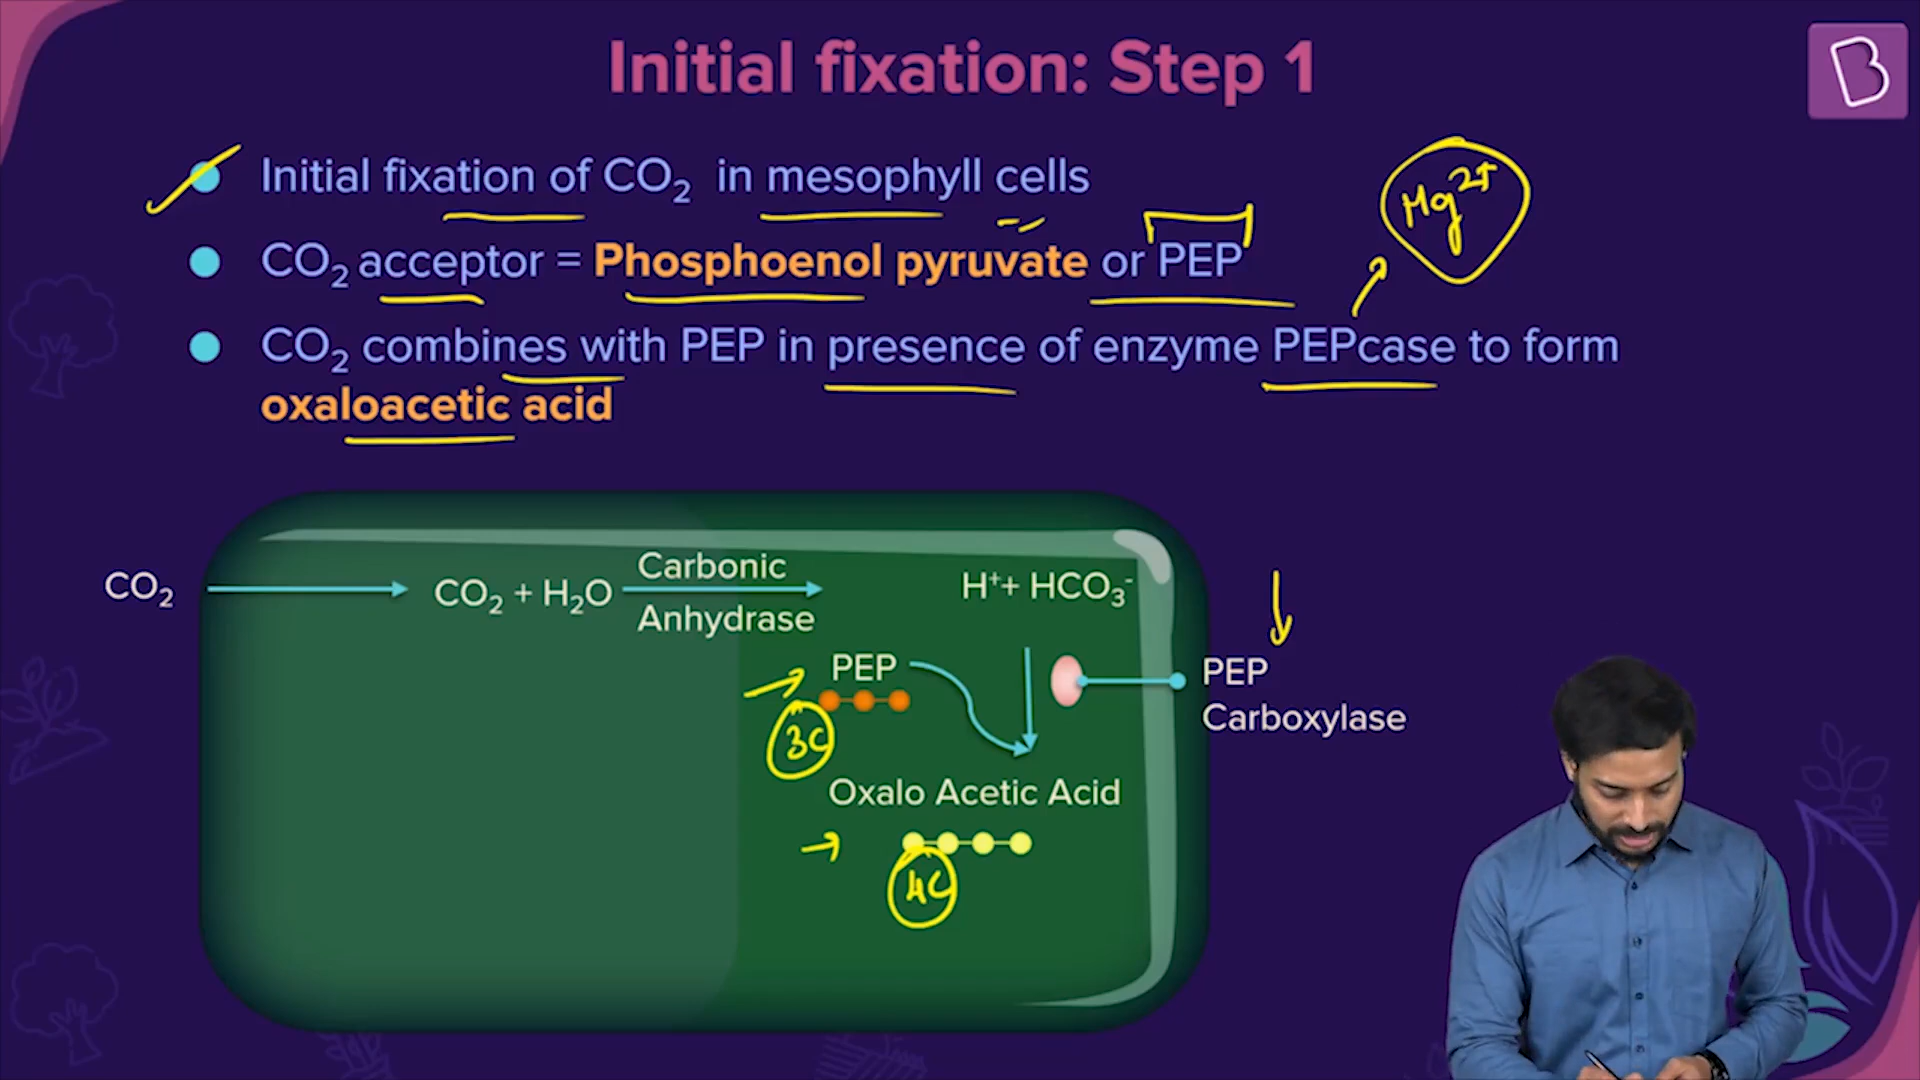 Initial fixation: Step 1
Initial fixation of CO₂ in mesophyll cells
CO₂ acceptor = Phosphoenol pyruvate or PEP
Mg²⁺
CO₂ combines with PEP in presence of enzyme PEPcase to form
oxaloacetic acid
CO₂
CO₂ + H₂O
Carbonic
Anhydrase
H⁺+ HCO₃⁻
PEP
3C
PEP
Carboxylase
Oxalo Acetic Acid
4C